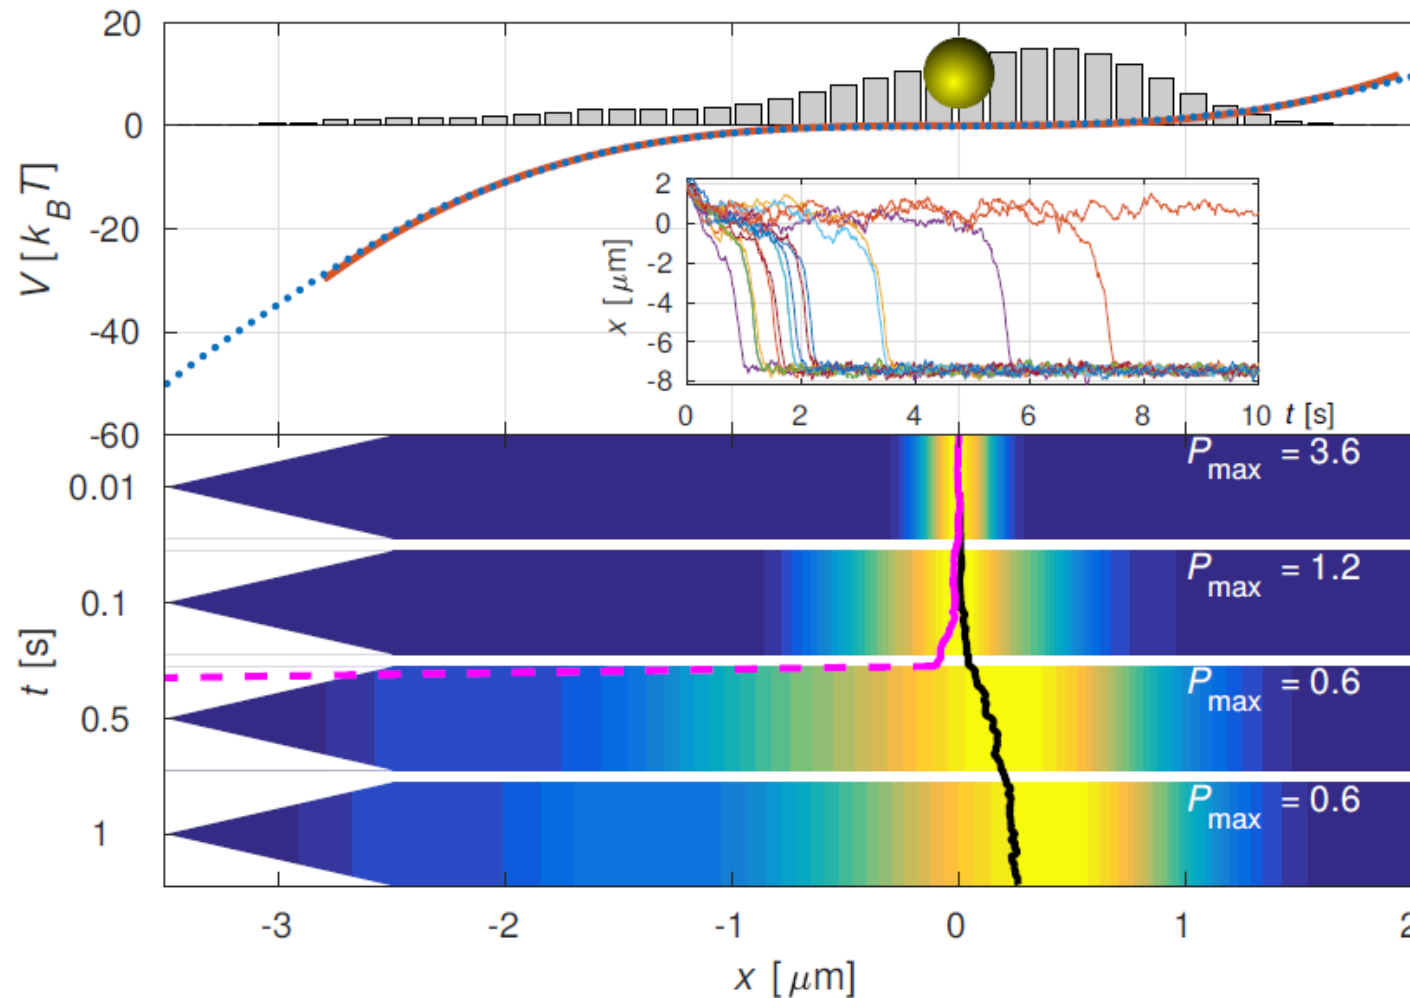 20
0
-20
-40
-60
V [ k_B T]
2
0
-2
-4
-6
-8
x [ μm]
0 2 4 6 8 10 t [s]
P_max = 3.6
P_max = 1.2
P_max = 0.6
P_max = 0.6
0.01
0.1
0.5
1
t [s]
-3 -2 -1 0 1 2
x [ μm]